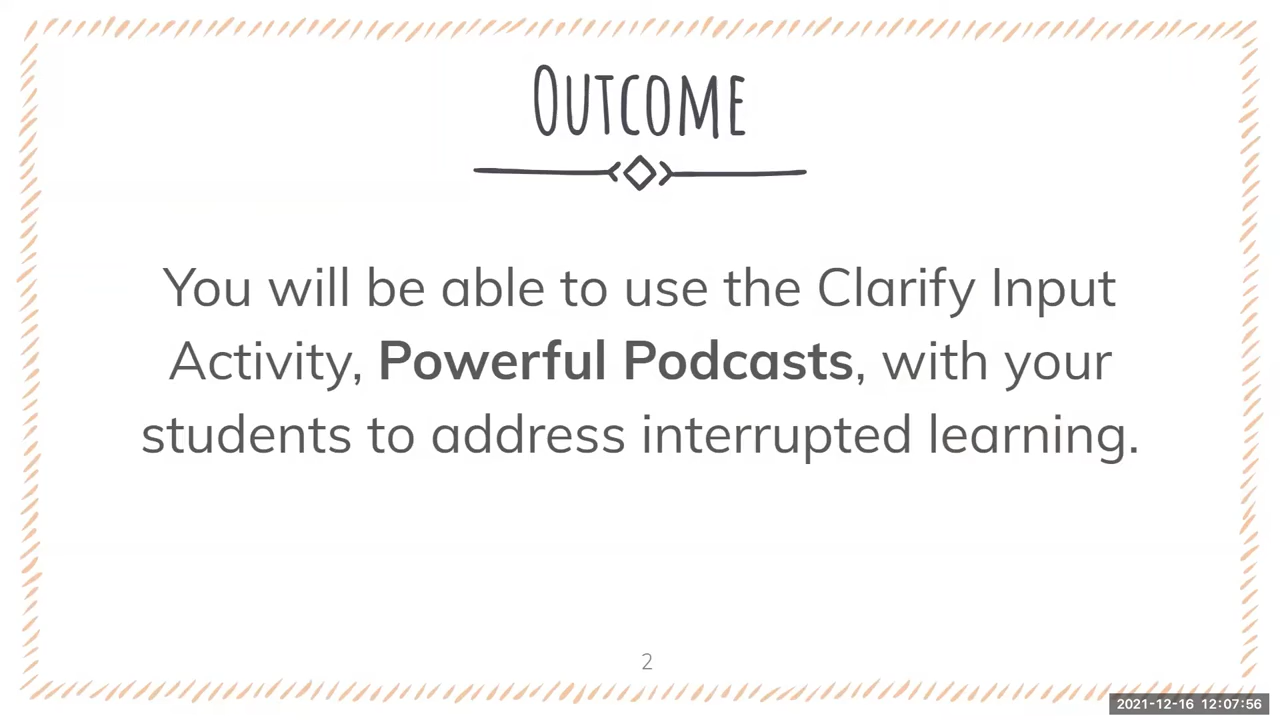 OUTCOME
You will be able to use the Clarify Input
Activity, Powerful Podcasts, with your
students to address interrupted learning.
2
2021-12-16 12:07:56